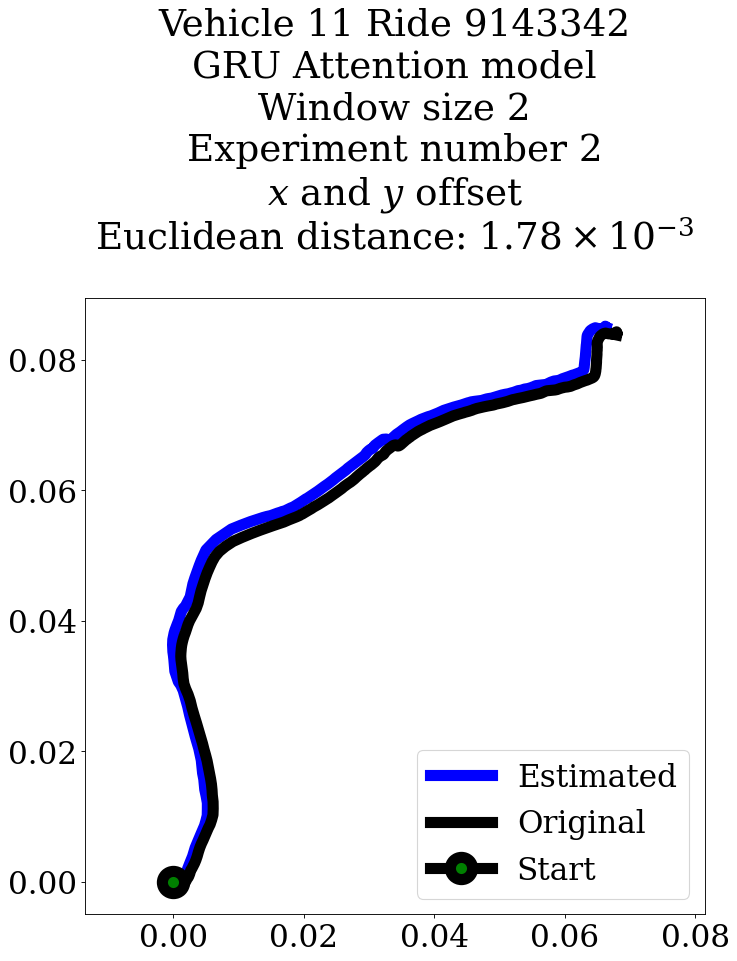 Vehicle 11 Ride 9143342
GRU Attention model
Window size 2
Experiment number 2
x and y offset
Euclidean distance: 1.78 × 10⁻³
0.08
0.06
0.04
0.02
0.00
Estimated
Original
Start
0.00 0.02 0.04 0.06 0.08